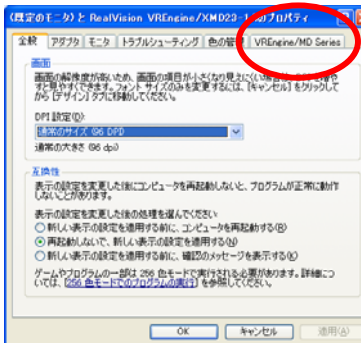 (既定のモニタ) と RealVision VREngine/XMD23- のプロパティ
全般 アダプタ モニタ トラブルシューティング 色の管理 VREngine/MD Series
画面
画面の解像度が高いため、画面の項目が小さくなり見えにくい場合は、DPI を増や
すと見やすくできます。フォント サイズのみを変更するには、[キャンセル] をクリックして
から [デザイン] タブに移動してください。
DPI 設定(D):
通常のサイズ (96 DPI)
通常の大きさ (96 dpi)
互換性
表示の設定を変更した後にコンピュータを再起動しないと、プログラムが正常に動作
しないことがあります。
表示の設定を変更した後の処理を選んでください:
新しい表示の設定を適用する前に、コンピュータを再起動する(R)
再起動しないで、新しい表示の設定を適用する(N)
新しい表示の設定を適用する前に、確認のメッセージを表示する(K)
ゲームやプログラムの一部は 256 色モードで実行される必要があります。詳細につ
いては、[256 色モードでのプログラムの実行] を参照してください。
OK キャンセル 適用(A)